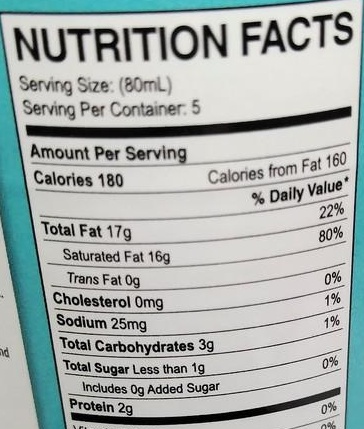 NUTRITION FACTS
Serving Size: (80mL)
Serving Per Container: 5
Amount Per Serving
Calories 180 Calories from Fat 160
% Daily Value*
Total Fat 17g 22%
Saturated Fat 16g 80%
Trans Fat 0g
Cholesterol 0mg 0%
Sodium 25mg 1%
Total Carbohydrates 3g 1%
Total Sugar Less than 1g
Includes 0g Added Sugar 0%
Protein 2g
0%
0%
nd